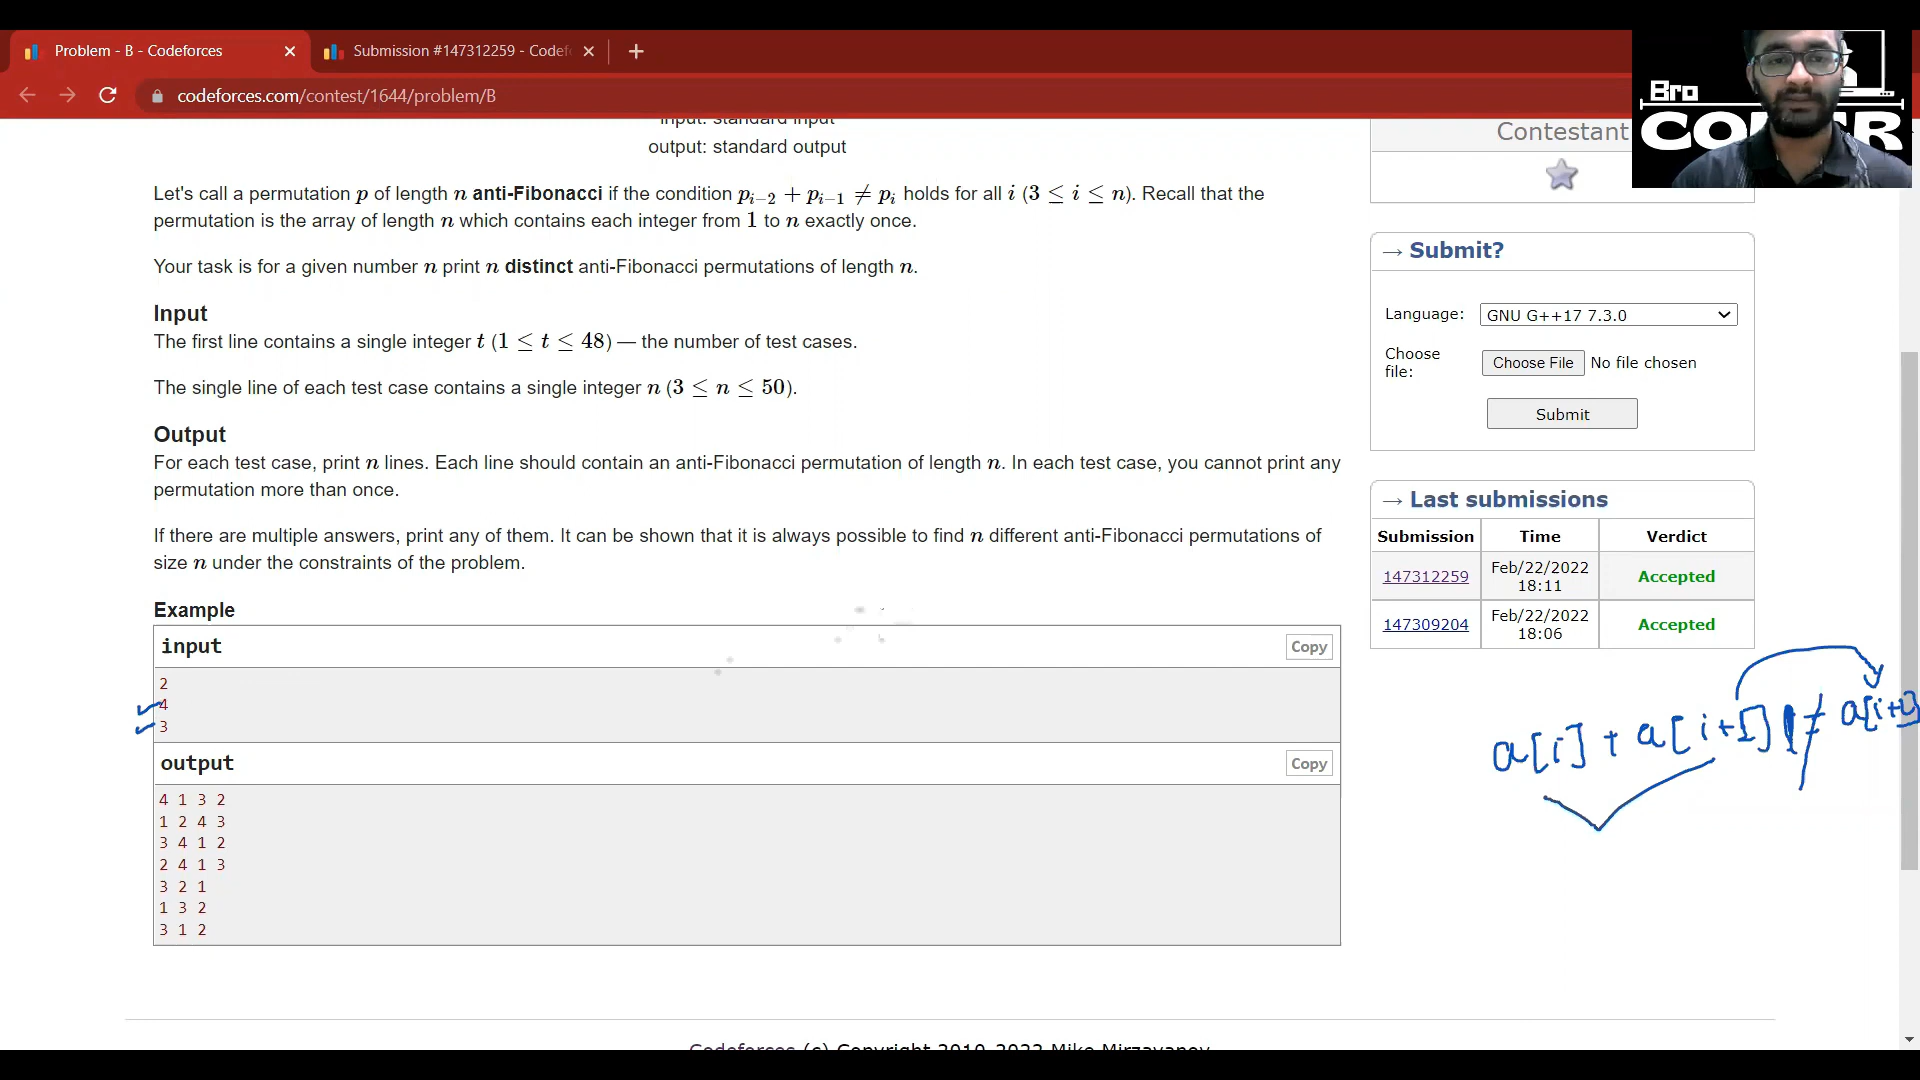 Problem - B - Codeforces
Submission #147312259 - Codef
codeforces.com/contest/1644/problem/B
Bro
input: standard input
output: standard output
Let's call a permutation p of length n anti-Fibonacci if the condition p_{i−2} + p_{i−1} ≠ p_i holds for all i (3 ≤ i ≤ n). Recall that the
permutation is the array of length n which contains each integer from 1 to n exactly once.
Your task is for a given number n print n distinct anti-Fibonacci permutations of length n.
Input
The first line contains a single integer t (1 ≤ t ≤ 48) — the number of test cases.
The single line of each test case contains a single integer n (3 ≤ n ≤ 50).
Output
For each test case, print n lines. Each line should contain an anti-Fibonacci permutation of length n. In each test case, you cannot print any
permutation more than once.
If there are multiple answers, print any of them. It can be shown that it is always possible to find n different anti-Fibonacci permutations of
size n under the constraints of the problem.
Example
input
Copy
2
4
3
output
Copy
4 1 3 2
1 2 4 3
3 4 1 2
2 4 1 3
3 2 1
1 3 2
3 1 2
Contestant
→ Submit?
Language: GNU G++17 7.3.0
Choose
file: Choose File No file chosen
Submit
→ Last submissions
Submission Time Verdict
147312259 Feb/22/2022 18:11 Accepted
147309204 Feb/22/2022 18:06 Accepted
a[i] + a[i+1] ≠ a[i+2]
Codeforces (c) Copyright 2010-2022 Mike Mirzayanov